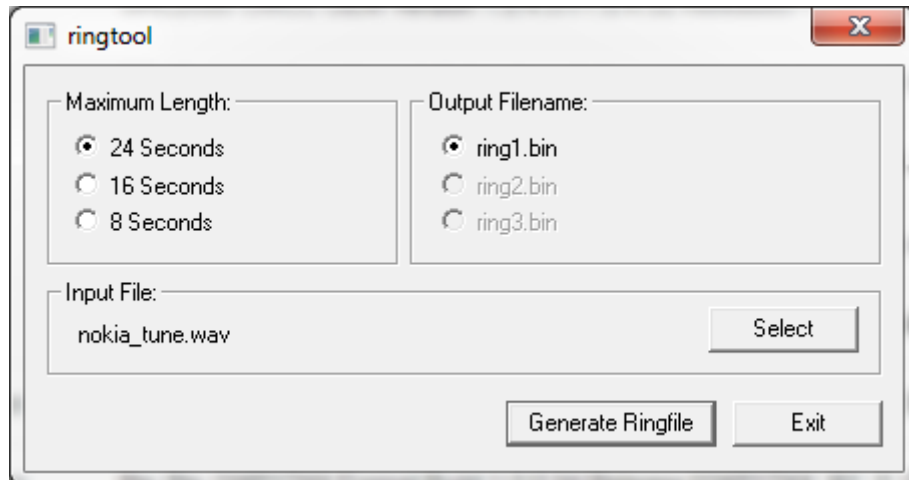 ringtool
Maximum Length:
24 Seconds
16 Seconds
8 Seconds
Output Filename:
ring1.bin
ring2.bin
ring3.bin
Input File:
nokia_tune.wav
Select
Generate Ringfile
Exit